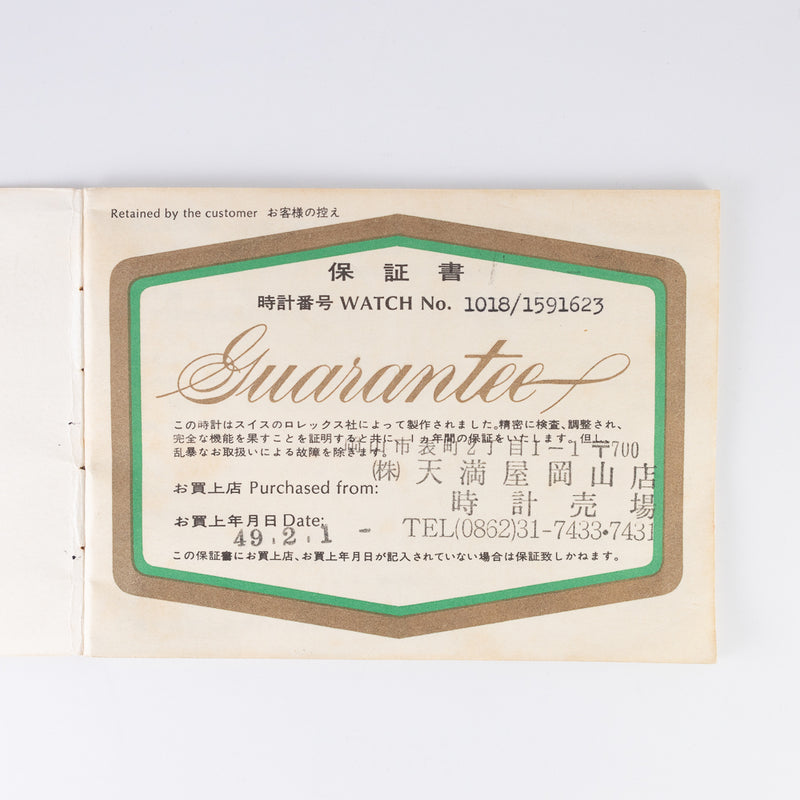 Retained by the customer お客様の控え
保証書
時計番号 WATCH No. 1018/1591623
Guarantee
この時計はスイスのロレックス社によって製作されました。精密に検査、調整され、
完全な機能を果すことを証明すると共に、一ヵ年間の保証をいたします。但し、
乱暴なお取扱いによる故障を除きます。
市表町2丁目1-1 〒700
(株) 天満屋岡山店
お買上店 Purchased from:
時計売場
お買上年月日 Date:
49.2.1 -
TEL(0862)31-7433・7431
この保証書にお買上店、お買上年月日が記入されていない場合は保証致しかねます。